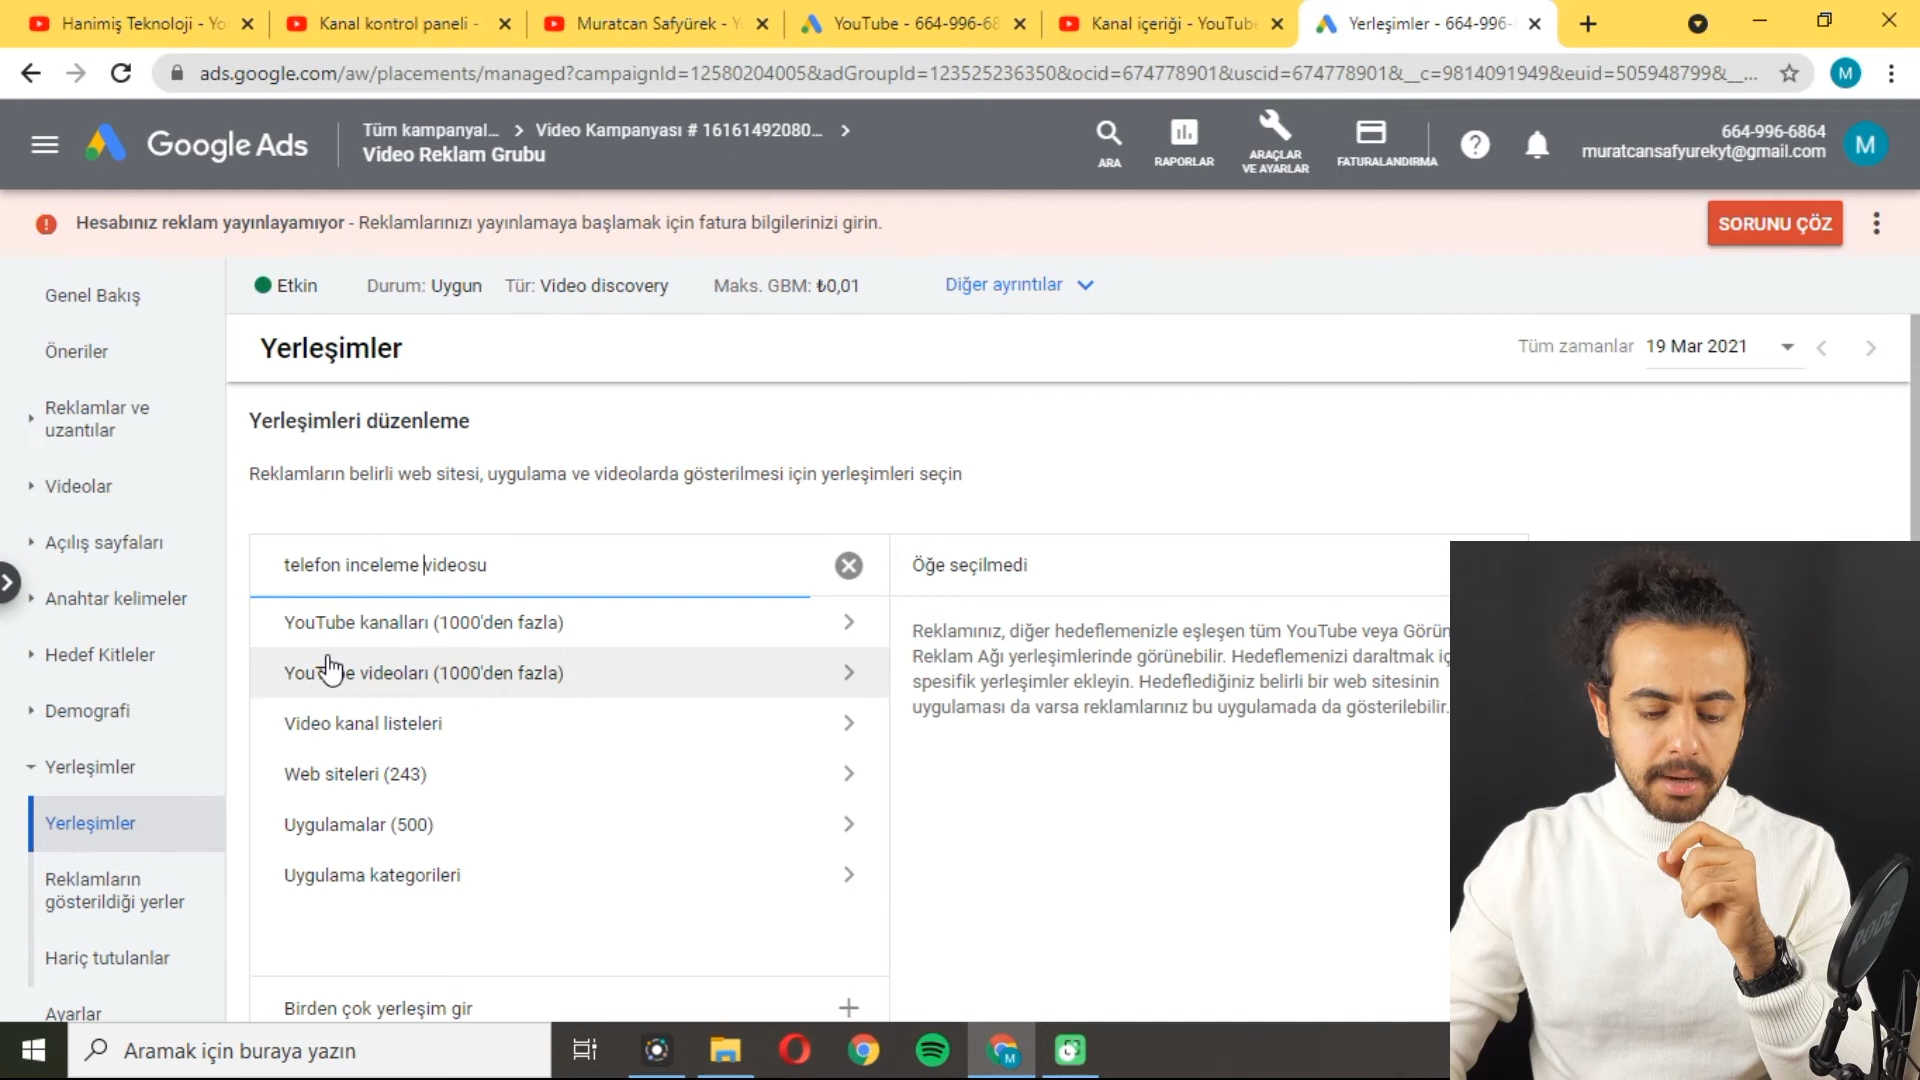 Hanimiş Teknoloji - Yo
Kanal kontrol paneli -
Muratcan Safyürek - Y
YouTube - 664-996-68
Kanal içeriği - YouTube
Yerleşimler - 664-996-
ads.google.com/aw/placements/managed?campaignId=12580204005&adGroupId=123525236350&ocid=674778901&uscid=674778901&__c=9814091949&euid=505948799&__...
M
Google Ads
Tüm kampanyal... > Video Kampanyası # 16161492080... >
Video Reklam Grubu
ARA
RAPORLAR
ARAÇLAR
VE AYARLAR
FATURALANDIRMA
664-996-6864
muratcansafyurekyt@gmail.com
M
Hesabınız reklam yayınlayamıyor - Reklamlarınızı yayınlamaya başlamak için fatura bilgilerinizi girin.
SORUNU ÇÖZ
Genel Bakış
Öneriler
Reklamlar ve
uzantılar
Videolar
Açılış sayfaları
Anahtar kelimeler
Hedef Kitleler
Demografi
Yerleşimler
Yerleşimler
Reklamların
gösterildiği yerler
Hariç tutulanlar
Ayarlar
Etkin Durum: Uygun Tür: Video discovery Maks. GBM: ₺0,01 Diğer ayrıntılar
Yerleşimler
Tüm zamanlar 19 Mar 2021
Yerleşimleri düzenleme
Reklamların belirli web sitesi, uygulama ve videolarda gösterilmesi için yerleşimleri seçin
telefon inceleme videosu
YouTube kanalları (1000'den fazla)
YouTube videoları (1000'den fazla)
Video kanal listeleri
Web siteleri (243)
Uygulamalar (500)
Uygulama kategorileri
Birden çok yerleşim gir
Öğe seçilmedi
Reklamınız, diğer hedeflemenizle eşleşen tüm YouTube veya Görün
Reklam Ağı yerleşimlerinde görünebilir. Hedeflemenizi daraltmak iç
spesifik yerleşimler ekleyin. Hedeflediğiniz belirli bir web sitesinin
uygulaması da varsa reklamlarınız bu uygulamada da gösterilebilir.
RODE
Aramak için buraya yazın
M